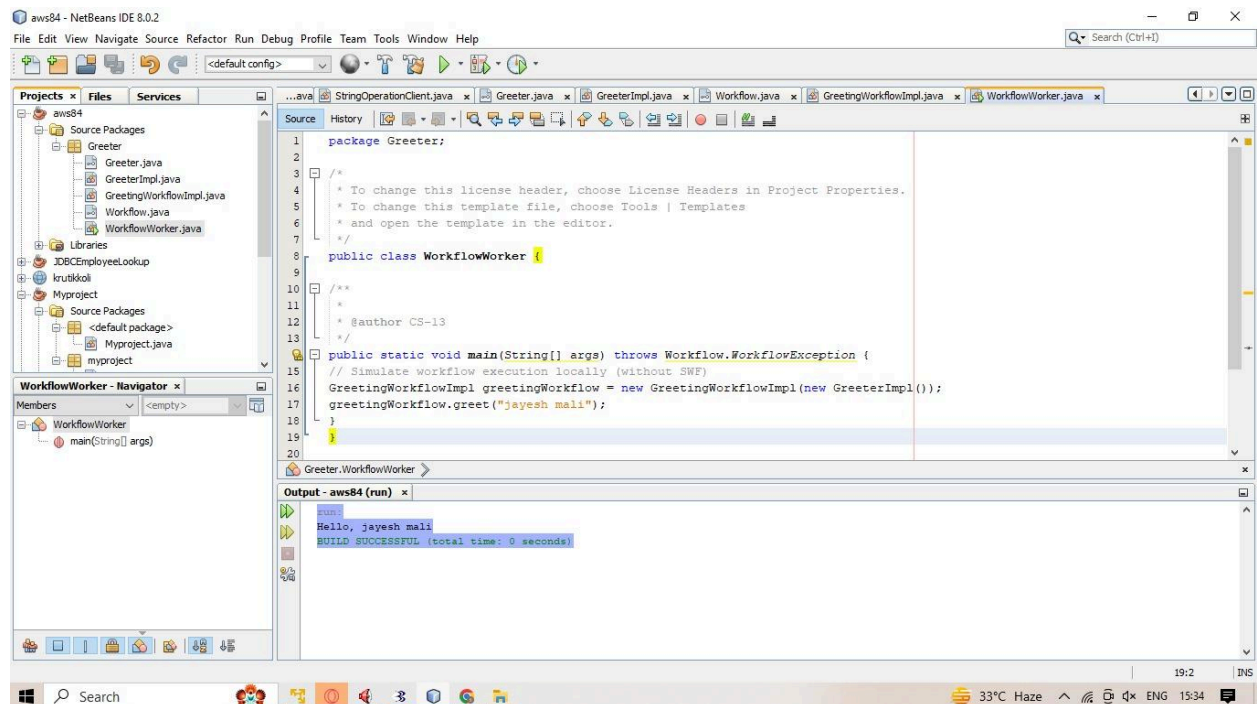 aws84 - NetBeans IDE 8.0.2
File Edit View Navigate Source Refactor Run Debug Profile Team Tools Window Help
Search (Ctrl+I)
<default config>
Projects Files Services
aws84
Source Packages
Greeter
Greeter.java
GreeterImpl.java
GreetingWorkflowImpl.java
Workflow.java
WorkflowWorker.java
Libraries
JDBCEmployeeLookup
krutikkoli
Myproject
Source Packages
<default package>
Myproject.java
myproject
WorkflowWorker - Navigator
Members <empty>
WorkflowWorker
main(String[] args)
...ava StringOperationClient.java Greeter.java GreeterImpl.java Workflow.java GreetingWorkflowImpl.java WorkflowWorker.java
Source History
1 package Greeter;
2
3 /*
4 * To change this license header, choose License Headers in Project Properties.
5 * To change this template file, choose Tools | Templates
6 * and open the template in the editor.
7 */
8 public class WorkflowWorker {
9
10 /**
11 *
12 * @author CS-13
13 */
public static void main(String[] args) throws Workflow.WorkflowException {
15 // Simulate workflow execution locally (without SWF)
16 GreetingWorkflowImpl greetingWorkflow = new GreetingWorkflowImpl(new GreeterImpl());
17 greetingWorkflow.greet("jayesh mali");
18 }
19 }
20
Greeter.WorkflowWorker
Output - aws84 (run)
run:
Hello, jayesh mali
BUILD SUCCESSFUL (total time: 0 seconds)
19:2 INS
Search
33°C Haze ENG 15:34